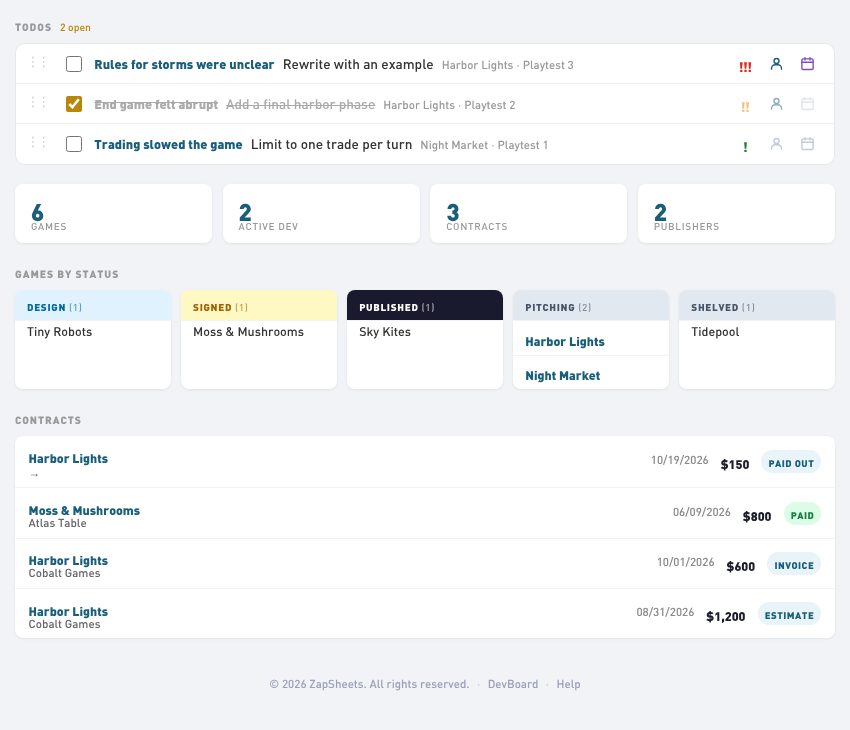 TODOS 2 open
Rules for storms were unclear Rewrite with an example Harbor Lights · Playtest 3 !!!
End game felt abrupt Add a final harbor phase Harbor Lights · Playtest 2 !!
Trading slowed the game Limit to one trade per turn Night Market · Playtest 1 !
6 2 3 2
GAMES ACTIVE DEV CONTRACTS PUBLISHERS
GAMES BY STATUS
DESIGN (1) SIGNED (1) PUBLISHED (1) PITCHING (2) SHELVED (1)
Tiny Robots Moss & Mushrooms Sky Kites Harbor Lights Tidepool
Night Market
CONTRACTS
Harbor Lights 10/19/2026 $150 PAID OUT
→
Moss & Mushrooms 06/09/2026 $800 PAID
Atlas Table
Harbor Lights 10/01/2026 $600 INVOICE
Cobalt Games
Harbor Lights 08/31/2026 $1,200 ESTIMATE
Cobalt Games
© 2026 ZapSheets. All rights reserved. · DevBoard · Help